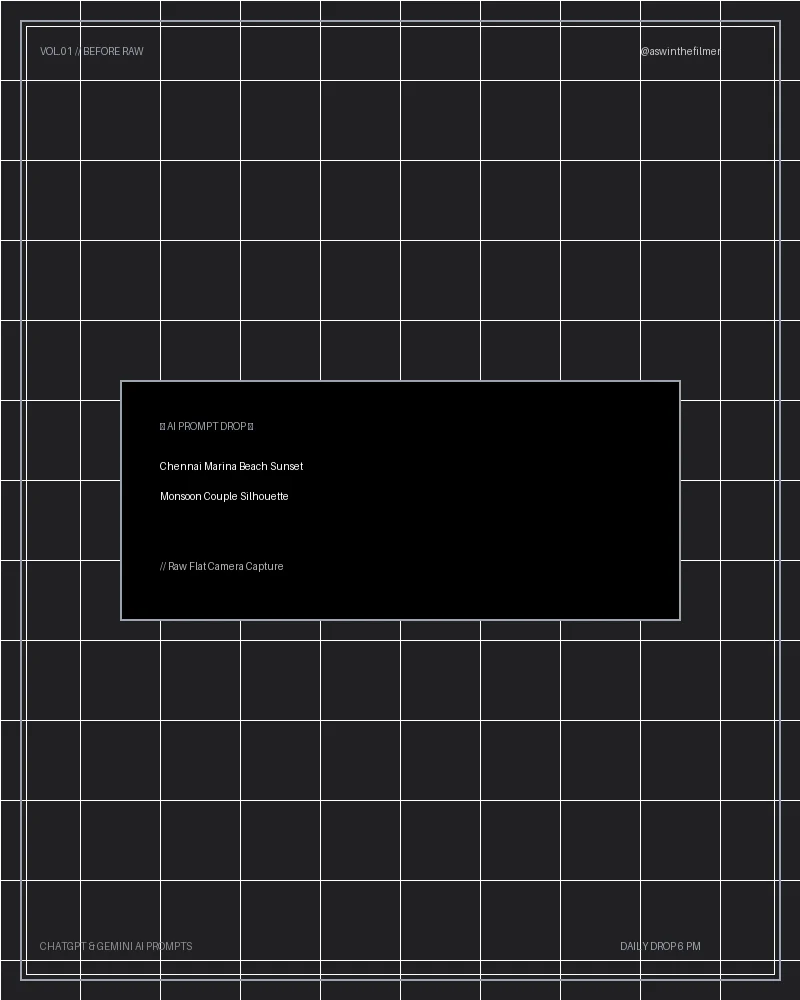 VOL.01 // BEFORE RAW
@aswinthefilmer
AI PROMPT DROP
Chennai Marina Beach Sunset
Monsoon Couple Silhouette
// Raw Flat Camera Capture
CHATGPT & GEMINI AI PROMPTS
DAILY DROP 6 PM